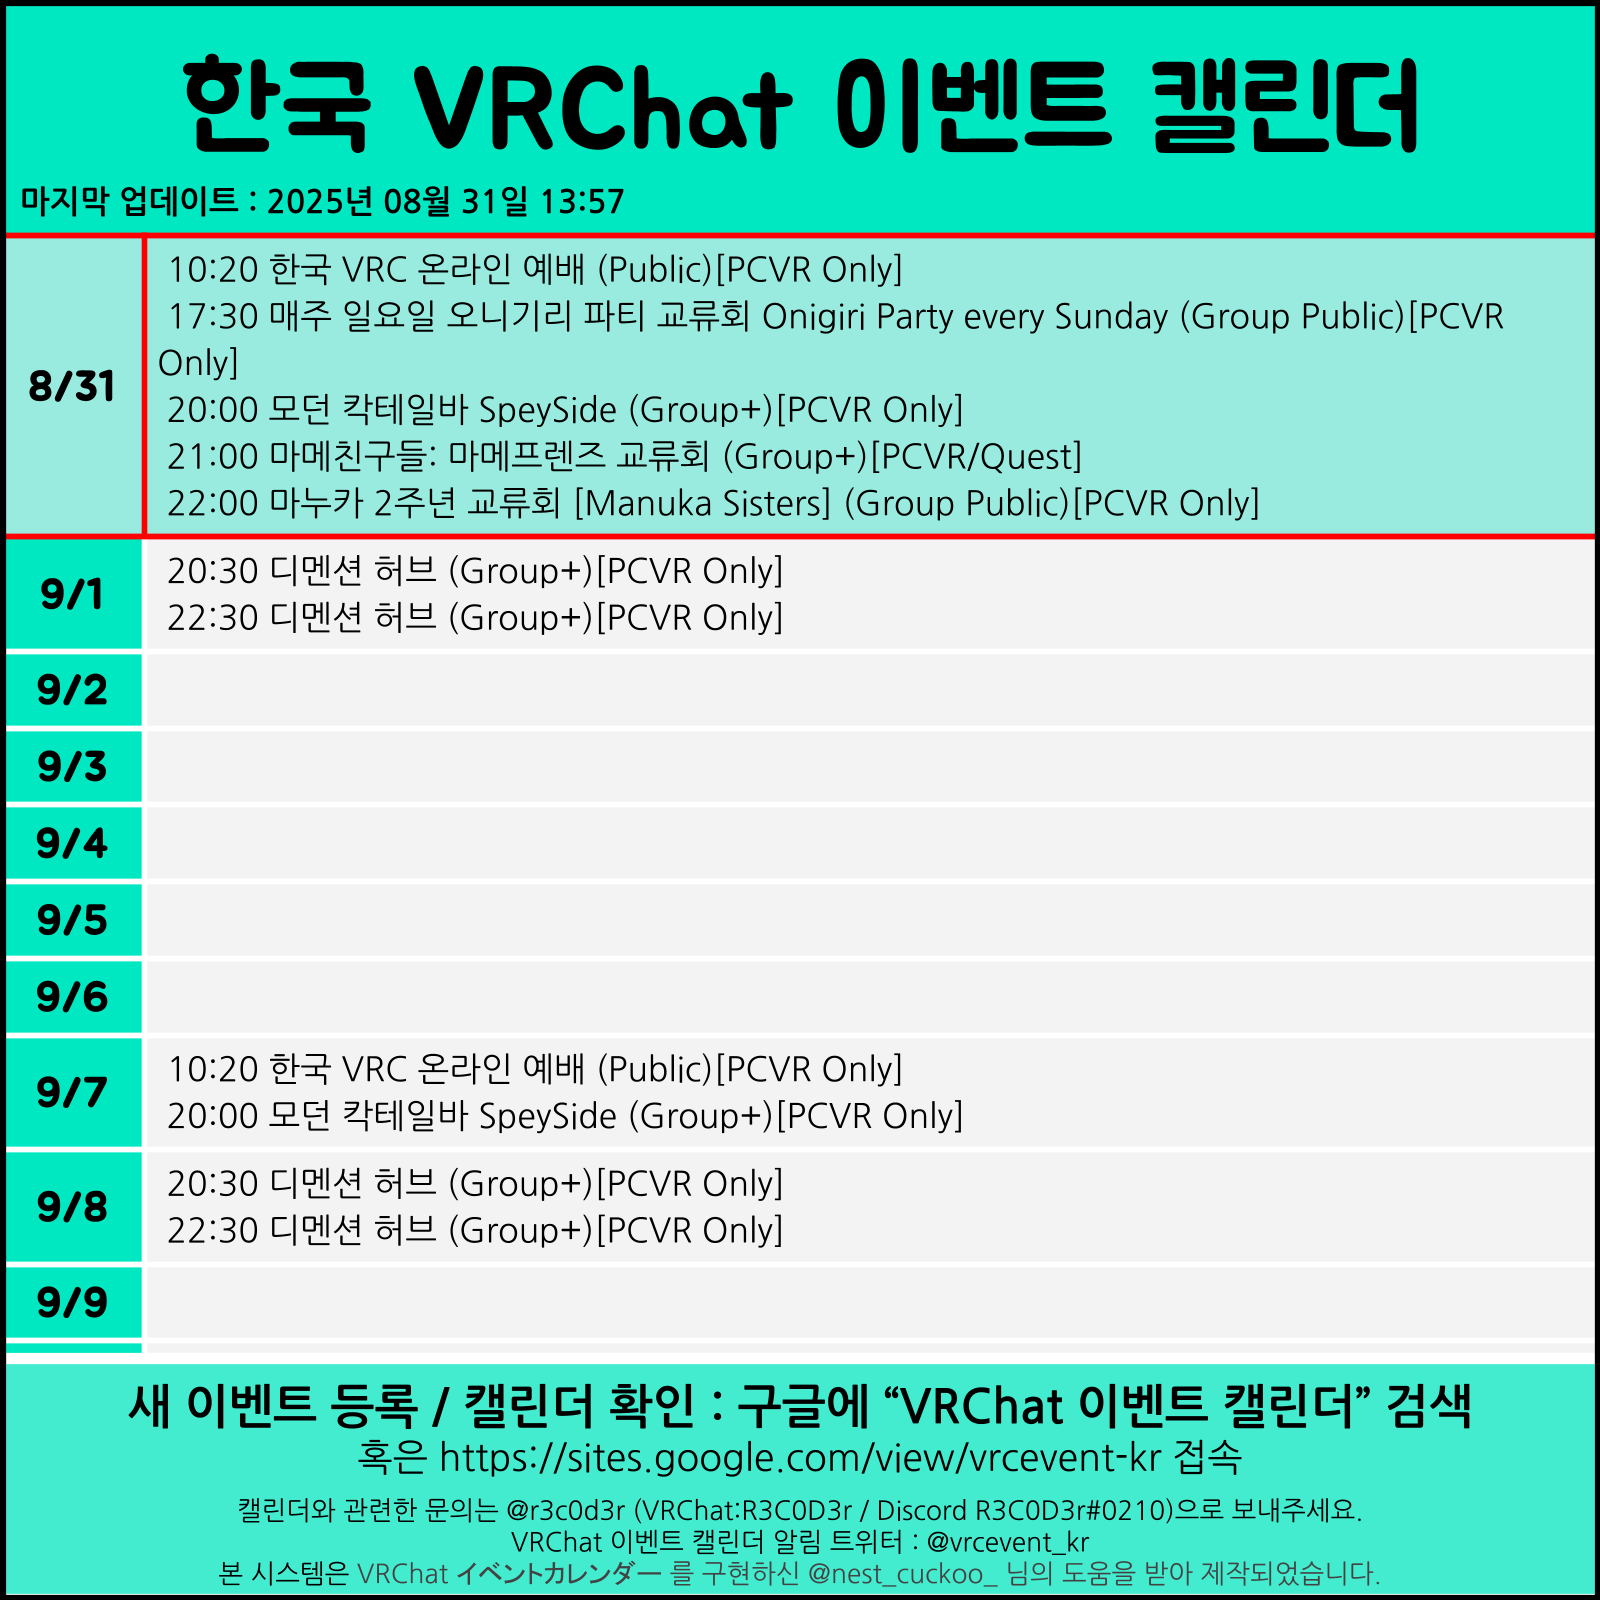 한국 VRChat 이벤트 캘린더
마지막 업데이트 : 2025년 08월 31일 13:57
8/31
10:20 한국 VRC 온라인 예배 (Public)[PCVR Only]
17:30 매주 일요일 오니기리 파티 교류회 Onigiri Party every Sunday (Group Public)[PCVR
Only]
20:00 모던 칵테일바 SpeySide (Group+)[PCVR Only]
21:00 마메친구들: 마메프렌즈 교류회 (Group+)[PCVR/Quest]
22:00 마누카 2주년 교류회 [Manuka Sisters] (Group Public)[PCVR Only]
9/1
20:30 디멘션 허브 (Group+)[PCVR Only]
22:30 디멘션 허브 (Group+)[PCVR Only]
9/2
9/3
9/4
9/5
9/6
9/7
10:20 한국 VRC 온라인 예배 (Public)[PCVR Only]
20:00 모던 칵테일바 SpeySide (Group+)[PCVR Only]
9/8
20:30 디멘션 허브 (Group+)[PCVR Only]
22:30 디멘션 허브 (Group+)[PCVR Only]
9/9
새 이벤트 등록 / 캘린더 확인 : 구글에 “VRChat 이벤트 캘린더” 검색
혹은 https://sites.google.com/view/vrcevent-kr 접속
캘린더와 관련한 문의는 @r3c0d3r (VRChat:R3C0D3r / Discord R3C0D3r#0210)으로 보내주세요.
VRChat 이벤트 캘린더 알림 트위터 : @vrcevent_kr
본 시스템은 VRChat イベントカレンダー 를 구현하신 @nest_cuckoo_ 님의 도움을 받아 제작되었습니다.